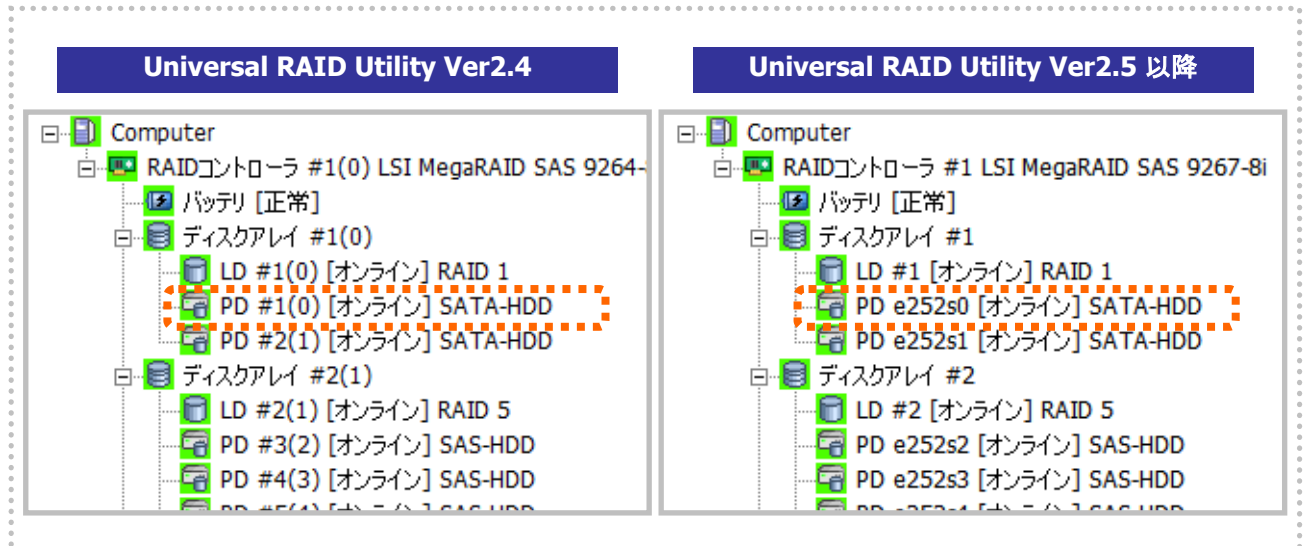 Universal RAID Utility Ver2.4
Computer
RAIDコントローラ #1(0) LSI MegaRAID SAS 9264-
バッテリ [正常]
ディスクアレイ #1(0)
LD #1(0) [オンライン] RAID 1
PD #1(0) [オンライン] SATA-HDD
PD #2(1) [オンライン] SATA-HDD
ディスクアレイ #2(1)
LD #2(1) [オンライン] RAID 5
PD #3(2) [オンライン] SAS-HDD
PD #4(3) [オンライン] SAS-HDD
Universal RAID Utility Ver2.5 以降
Computer
RAIDコントローラ #1 LSI MegaRAID SAS 9267-8i
バッテリ [正常]
ディスクアレイ #1
LD #1 [オンライン] RAID 1
PD e252s0 [オンライン] SATA-HDD
PD e252s1 [オンライン] SATA-HDD
ディスクアレイ #2
LD #2 [オンライン] RAID 5
PD e252s2 [オンライン] SAS-HDD
PD e252s3 [オンライン] SAS-HDD